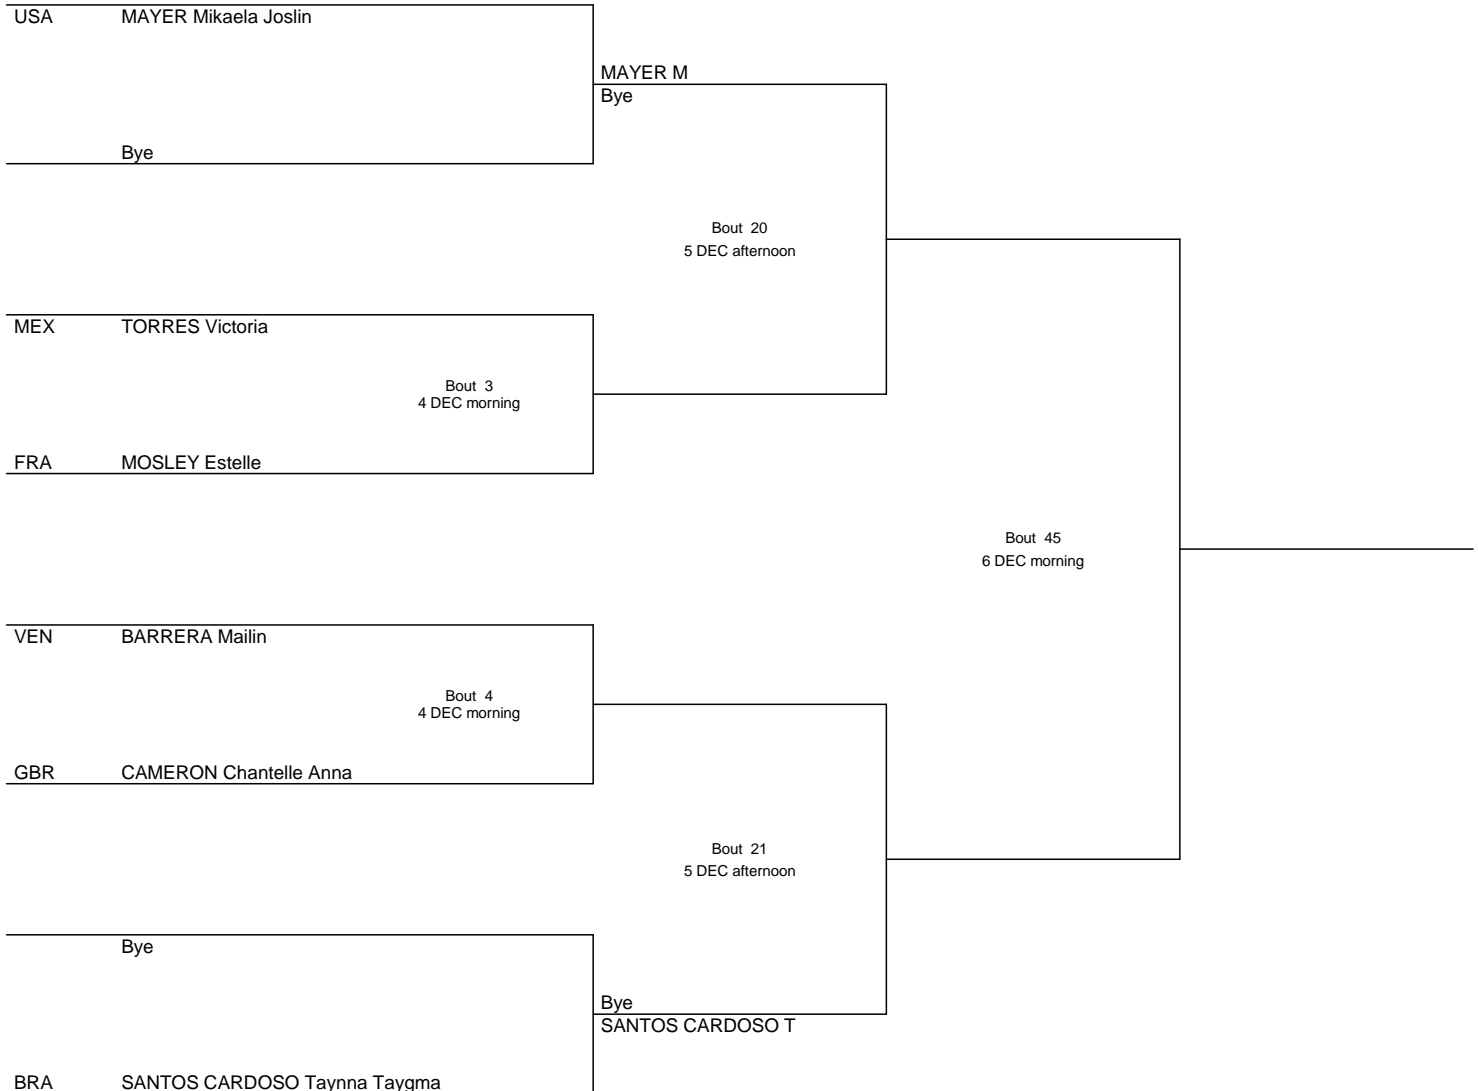 USA MAYER Mikaela Joslin
MAYER M
Bye
Bye
Bout 20
5 DEC afternoon
MEX TORRES Victoria
Bout 3
4 DEC morning
FRA MOSLEY Estelle
Bout 45
6 DEC morning
VEN BARRERA Mailin
Bout 4
4 DEC morning
GBR CAMERON Chantelle Anna
Bout 21
5 DEC afternoon
Bye
Bye
SANTOS CARDOSO T
BRA SANTOS CARDOSO Taynna Taygma